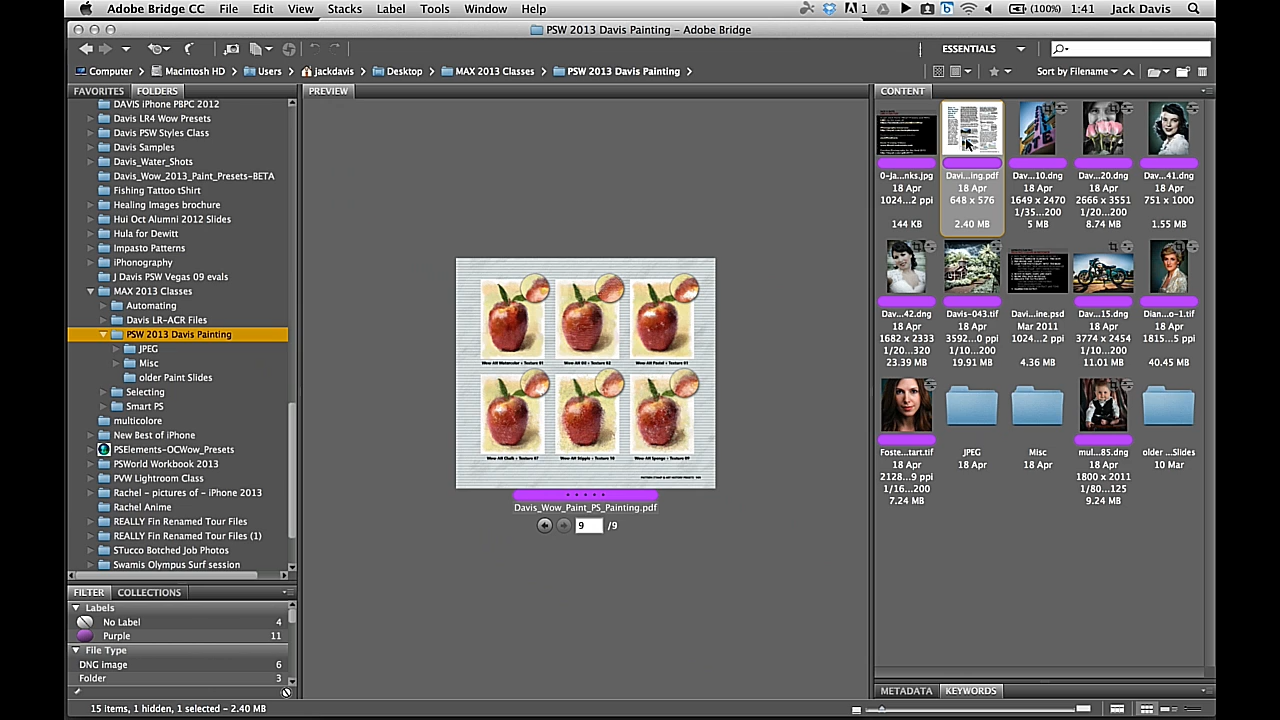 Adobe Bridge CC File Edit View Stacks Label Tools Window Help 1 (100%) 1:41 Jack Davis
PSW 2013 Davis Painting – Adobe Bridge
ESSENTIALS
Computer Macintosh HD Users jackdavis Desktop MAX 2013 Classes PSW 2013 Davis Painting Sort by Filename
FAVORITES FOLDERS
DAVIS iPhone PBPC 2012
Davis LR4 Wow Presets
Davis PSW Styles Class
Davis Samples
Davis_Water_Shots
Davis_Wow_2013_Paint_Presets-BETA
Fishing Tattoo tShirt
Healing Images brochure
Hui Oct Alumni 2012 Slides
Hula for Dewitt
Impasto Patterns
iPhonography
J Davis PSW Vegas 09 evals
MAX 2013 Classes
Automating
Davis LR-ACR Files
PSW 2013 Davis Painting
JPEG
Misc
older Paint Slides
Selecting
Smart PS
multicolore
New Best of iPhone
PSElements-OCWow_Presets
PSWorld Workbook 2013
PVW Lightroom Class
Rachel - pictures of - iPhone 2013
Rachel Anime
REALLY Fin Renamed Tour Files
REALLY Fin Renamed Tour Files (1)
STucco Botched Job Photos
Swamis Olympus Surf session
FILTER COLLECTIONS
Labels
No Label 4
Purple 11
File Type
DNG image 6
Folder 3
15 items, 1 hidden, 1 selected - 2.40 MB
PREVIEW
Davis_Wow_Paint_PS_Painting.pdf
9 /9
CONTENT
0-Ja...nks.jpg Davi...ing.pdf Dav...10.dng Dav...20.dng Dav...41.dng
18 Apr 18 Apr 18 Apr 18 Apr 18 Apr
1024...2 ppi 648 x 576 1649 x 2470 2666 x 3551 751 x 1000
1/35...200 1/20...200
144 KB 2.40 MB 5 MB 8.74 MB 1.55 MB
Dav...42.dng Davis-043.tif Davi...ine.psd Dav...15.dng Dian...o-1.tif
18 Apr 18 Apr Mar 2011 18 Apr 18 Apr
1682 x 2333 3592...0 ppi 1024...2 ppi 3774 x 2454 1815...5 ppi
1/20...320 1/10...200 1/10...200 1/10...200
23.39 MB 19.91 MB 4.36 MB 11.01 MB 40.45 MB
Foste...tart.tif JPEG Misc mul...85.dng older ...Slides
18 Apr 18 Apr 18 Apr 18 Apr 10 Mar
2128...9 ppi 1800 x 2011
1/16...200 1/80...125
7.24 MB 9.24 MB
METADATA KEYWORDS